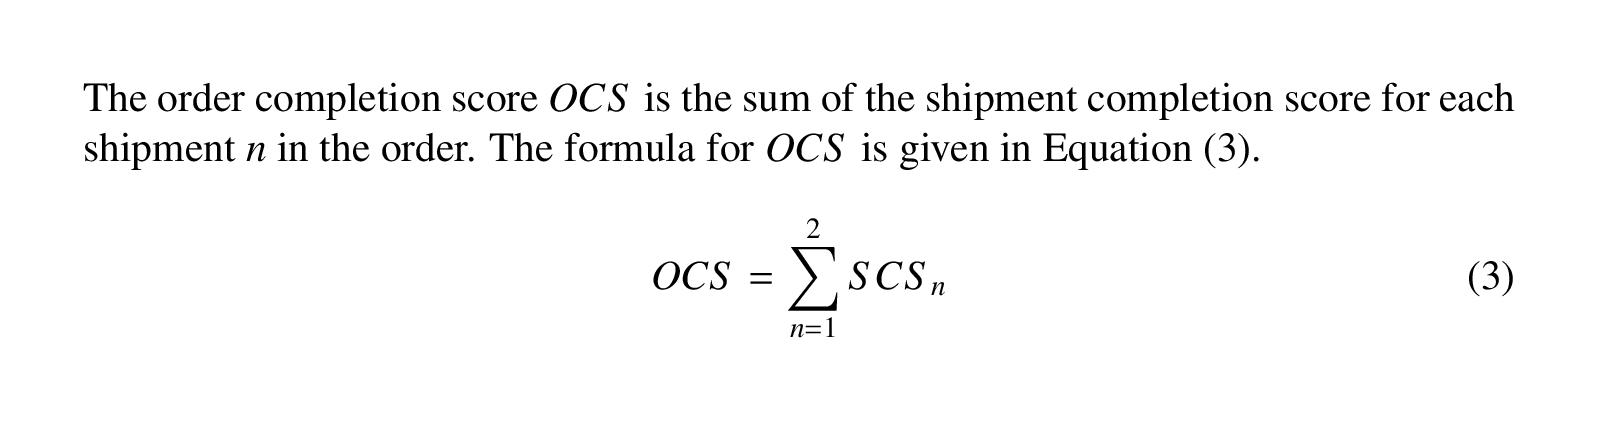 The order completion score OCS is the sum of the shipment completion score for each
shipment n in the order. The formula for OCS is given in Equation (3).
OCS = \sum_{n=1}^{2} SCS_n (3)